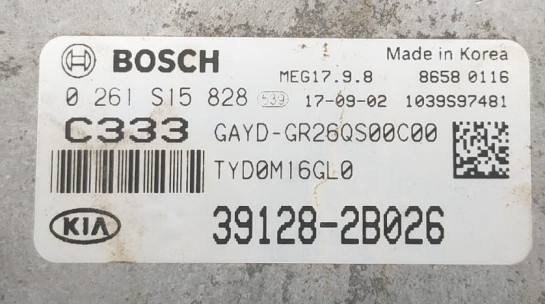 BOSCH
Made in Korea
MEG17.9.8 8658 0116
0 261 S15 828 539 17-09-02 1039S97481
C333 GAYD-GR26QS00C00
TYD0M16GL0
KIA 39128-2B026